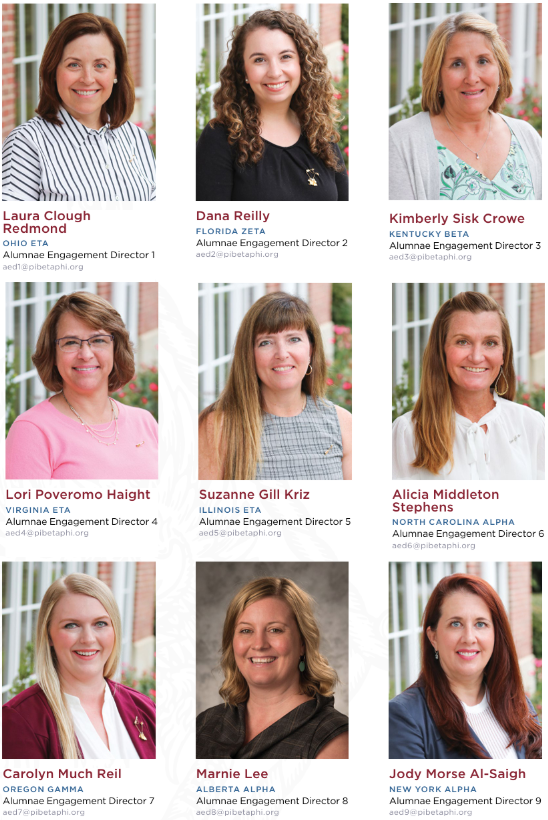 Laura Clough
Redmond
OHIO ETA
Alumnae Engagement Director 1
aed1@pibetaphi.org
Dana Reilly
FLORIDA ZETA
Alumnae Engagement Director 2
aed2@pibetaphi.org
Kimberly Sisk Crowe
KENTUCKY BETA
Alumnae Engagement Director 3
aed3@pibetaphi.org
Lori Poveromo Haight
VIRGINIA ETA
Alumnae Engagement Director 4
aed4@pibetaphi.org
Suzanne Gill Kriz
ILLINOIS ETA
Alumnae Engagement Director 5
aed5@pibetaphi.org
Alicia Middleton
Stephens
NORTH CAROLINA ALPHA
Alumnae Engagement Director 6
aed6@pibetaphi.org
Carolyn Much Reil
OREGON GAMMA
Alumnae Engagement Director 7
aed7@pibetaphi.org
Marnie Lee
ALBERTA ALPHA
Alumnae Engagement Director 8
aed8@pibetaphi.org
Jody Morse Al-Saigh
NEW YORK ALPHA
Alumnae Engagement Director 9
aed9@pibetaphi.org